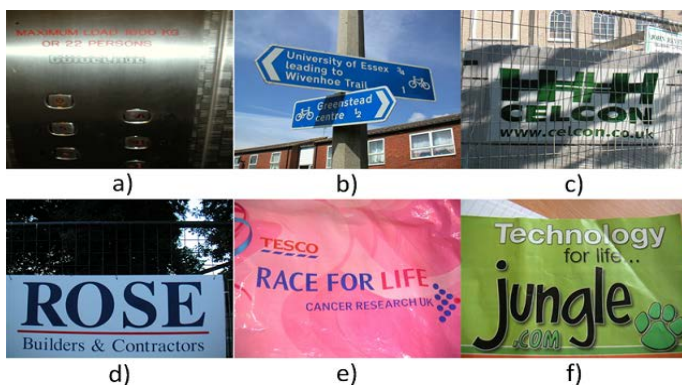 MAXIMUM LOAD 1600 KG
OR 22 PERSONS
a)
University of Essex 3/4
leading to
Wivenhoe Trail 1
Greenstead
centre 1/2
b)
H+H
CELCON
www.celcon.co.uk
c)
ROSE
Builders & Contractors
d)
TESCO
RACE FOR LIFE
CANCER RESEARCH UK
e)
Technology
for life...
jungle
.COM
f)